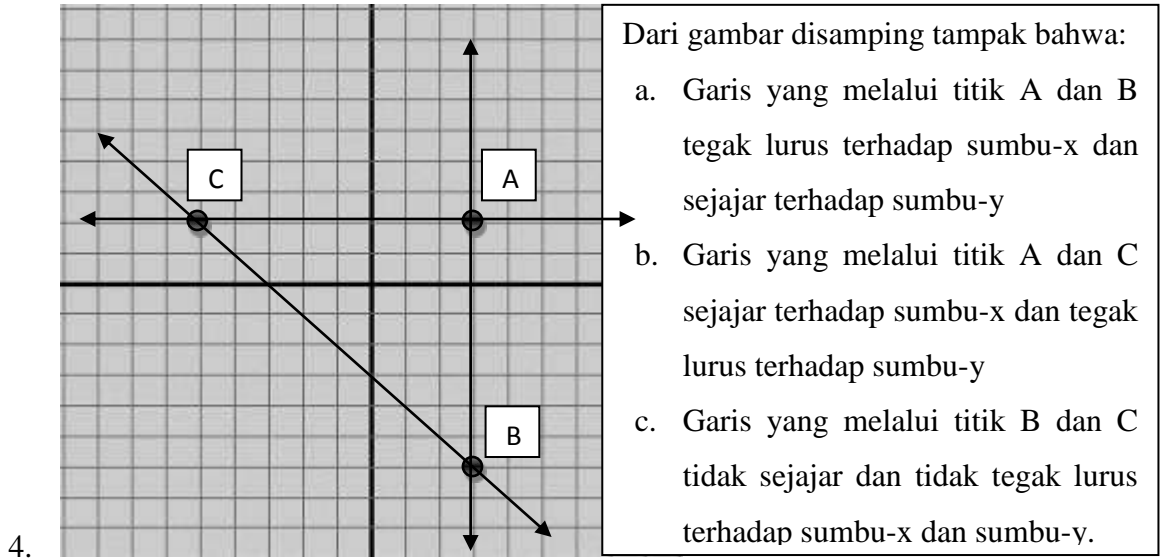 Dari gambar disamping tampak bahwa:
a. Garis yang melalui titik A dan B
tegak lurus terhadap sumbu-x dan
sejajar terhadap sumbu-y
b. Garis yang melalui titik A dan C
sejajar terhadap sumbu-x dan tegak
lurus terhadap sumbu-y
c. Garis yang melalui titik B dan C
tidak sejajar dan tidak tegak lurus
terhadap sumbu-x dan sumbu-y.
C
A
B
4.